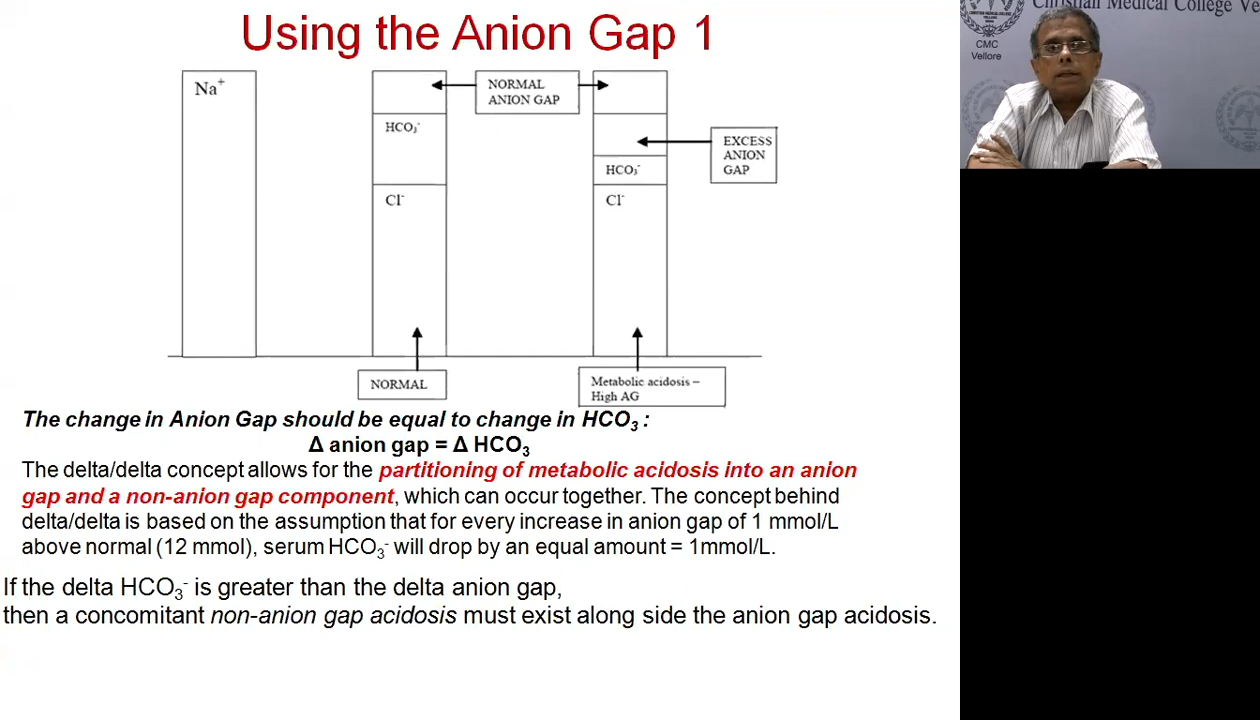 Using the Anion Gap 1
Na+
NORMAL
ANION GAP
HCO3-
EXCESS
ANION
GAP
HCO3-
Cl-
Cl-
NORMAL
Metabolic acidosis –
High AG
The change in Anion Gap should be equal to change in HCO3 :
Δ anion gap = Δ HCO3
The delta/delta concept allows for the partitioning of metabolic acidosis into an anion
gap and a non-anion gap component, which can occur together. The concept behind
delta/delta is based on the assumption that for every increase in anion gap of 1 mmol/L
above normal (12 mmol), serum HCO3- will drop by an equal amount = 1mmol/L.
If the delta HCO3- is greater than the delta anion gap,
then a concomitant non-anion gap acidosis must exist along side the anion gap acidosis.
Christian Medical College Ve
CMC
Vellore